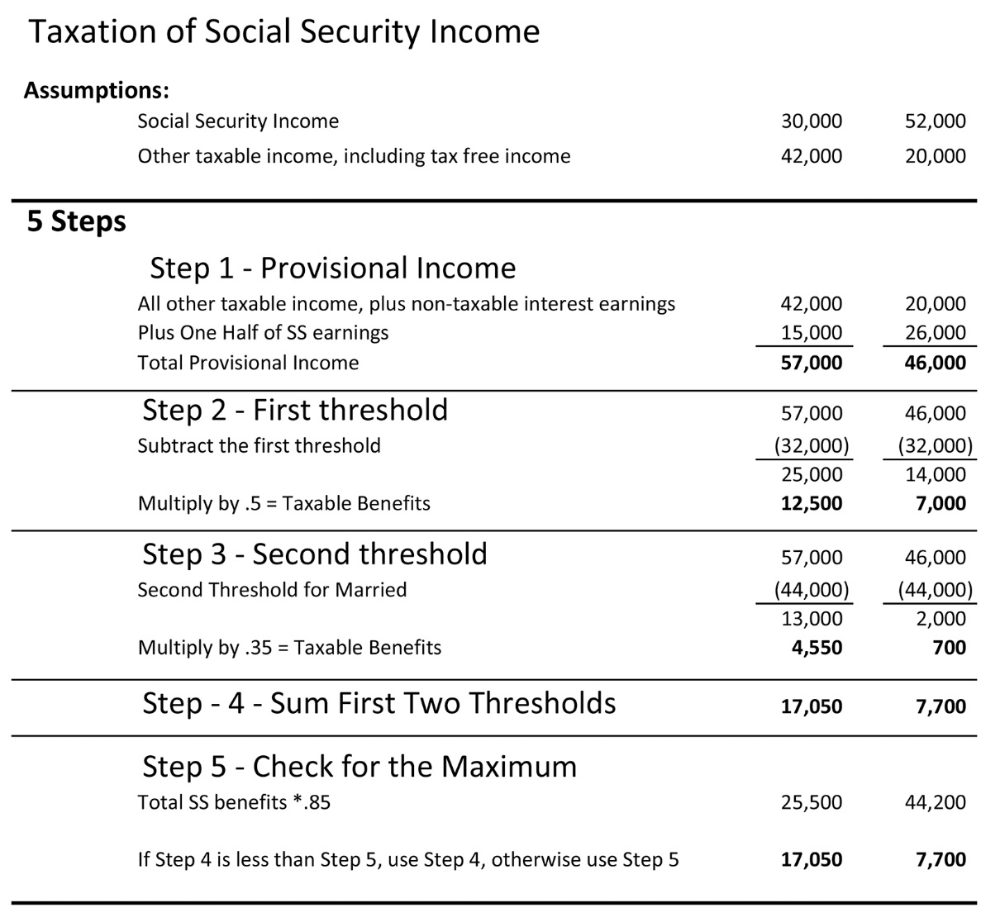 Taxation of Social Security Income
Assumptions:
Social Security Income 30,000 52,000
Other taxable income, including tax free income 42,000 20,000
5 Steps
Step 1 - Provisional Income
All other taxable income, plus non-taxable interest earnings 42,000 20,000
Plus One Half of SS earnings 15,000 26,000
Total Provisional Income 57,000 46,000
Step 2 - First threshold 57,000 46,000
Subtract the first threshold (32,000) (32,000)
25,000 14,000
Multiply by .5 = Taxable Benefits 12,500 7,000
Step 3 - Second threshold 57,000 46,000
Second Threshold for Married (44,000) (44,000)
13,000 2,000
Multiply by .35 = Taxable Benefits 4,550 700
Step - 4 - Sum First Two Thresholds 17,050 7,700
Step 5 - Check for the Maximum
Total SS benefits *.85 25,500 44,200
If Step 4 is less than Step 5, use Step 4, otherwise use Step 5 17,050 7,700